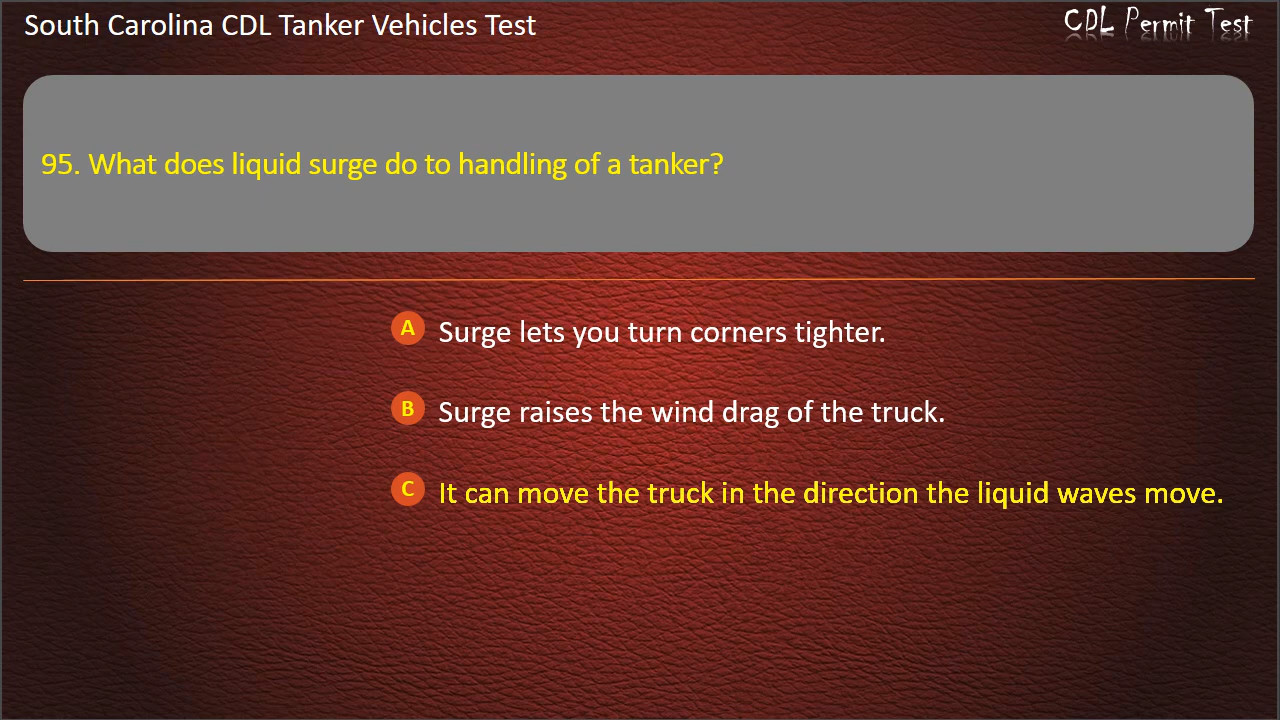 South Carolina CDL Tanker Vehicles Test
CDL Permit Test
95. What does liquid surge do to handling of a tanker?
A Surge lets you turn corners tighter.
B Surge raises the wind drag of the truck.
C It can move the truck in the direction the liquid waves move.